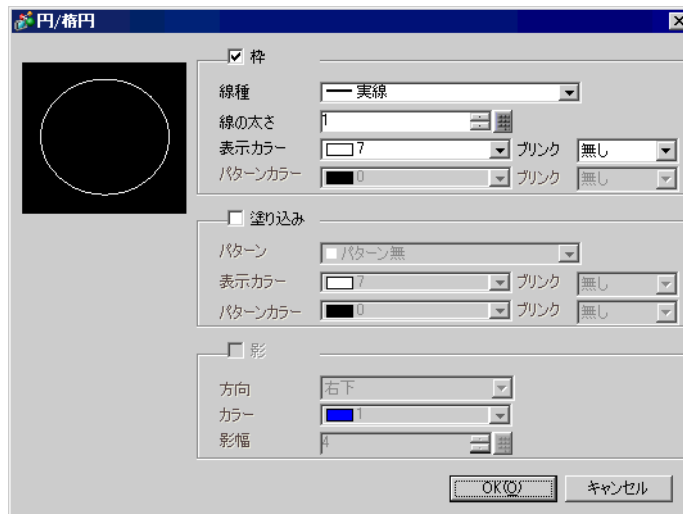 円/楕円
枠
線種 実線
線の太さ 1
表示カラー 7 ブリンク 無し
パターンカラー 0 ブリンク 無し
塗り込み
パターン パターン無
表示カラー 7 ブリンク 無し
パターンカラー 0 ブリンク 無し
影
方向 右下
カラー 1
影幅 4
OK(O) キャンセル